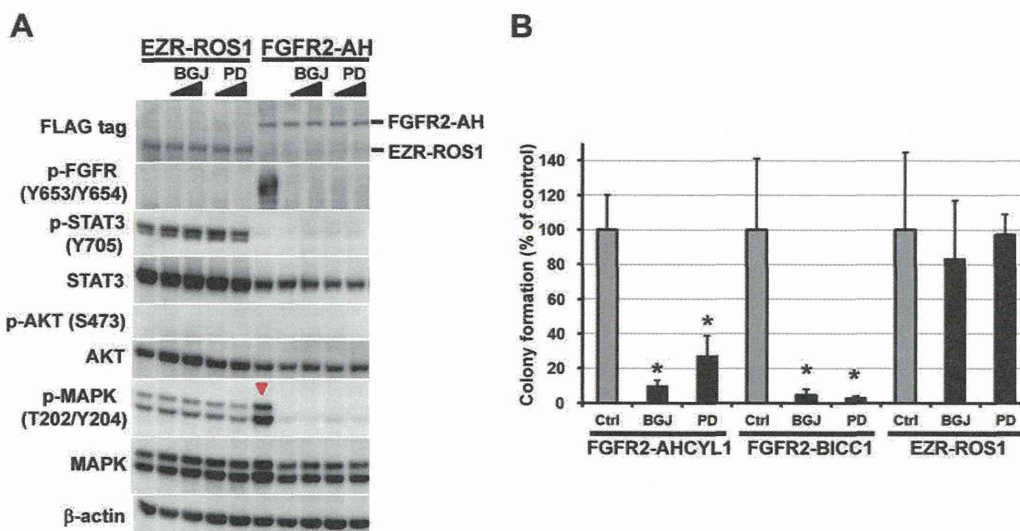 A
EZR-ROS1 FGFR2-AH
BGJ PD BGJ PD
FLAG tag
FGFR2-AH
EZR-ROS1
p-FGFR
(Y653/Y654)
p-STAT3
(Y705)
STAT3
p-AKT (S473)
AKT
p-MAPK
(T202/Y204)
MAPK
β-actin
B
Colony formation (% of control)
140
120
100
80
60
40
20
0
* * * *
Ctrl BGJ PD Ctrl BGJ PD Ctrl BGJ PD
FGFR2-AHCYL1 FGFR2-BICC1 EZR-ROS1